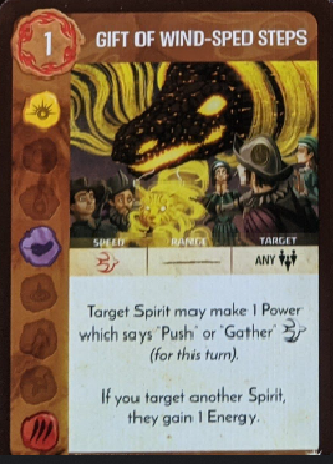 1 GIFT OF WIND-SPED STEPS
SPEED RANGE TARGET
ANY
Target Spirit may make 1 Power
which says "Push" or "Gather"
(for this turn).
If you target another Spirit,
they gain 1 Energy.